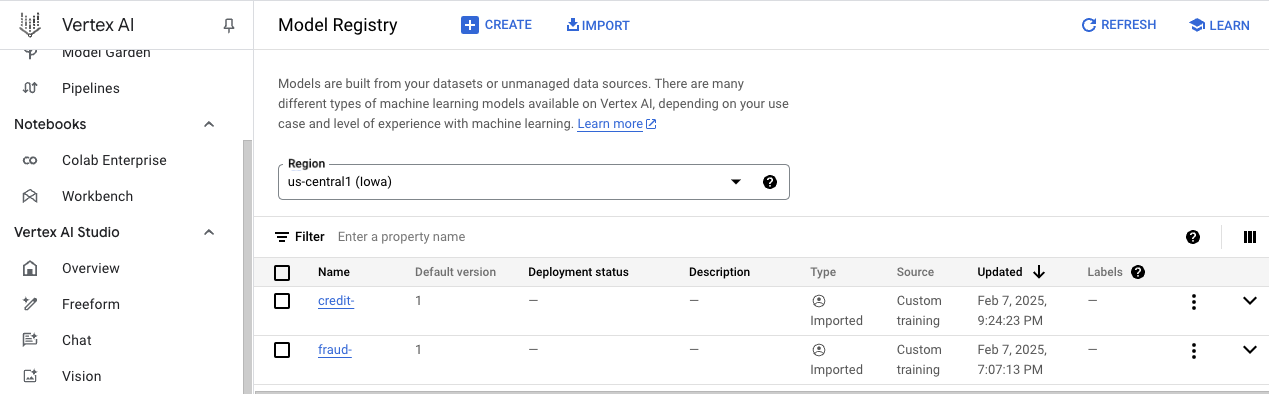 Vertex AI
Model Garden
Pipelines
Notebooks
Colab Enterprise
Workbench
Vertex AI Studio
Overview
Freeform
Chat
Vision
Model Registry
CREATE
IMPORT
REFRESH
LEARN
Models are built from your datasets or unmanaged data sources. There are many
different types of machine learning models available on Vertex AI, depending on your use
case and level of experience with machine learning. Learn more
Region
us-central1 (Iowa)
Filter Enter a property name
Name Default version Deployment status Description Type Source Updated Labels
credit- 1 — — Imported Custom training Feb 7, 2025, 9:24:23 PM —
fraud- 1 — — Imported Custom training Feb 7, 2025, 7:07:13 PM —